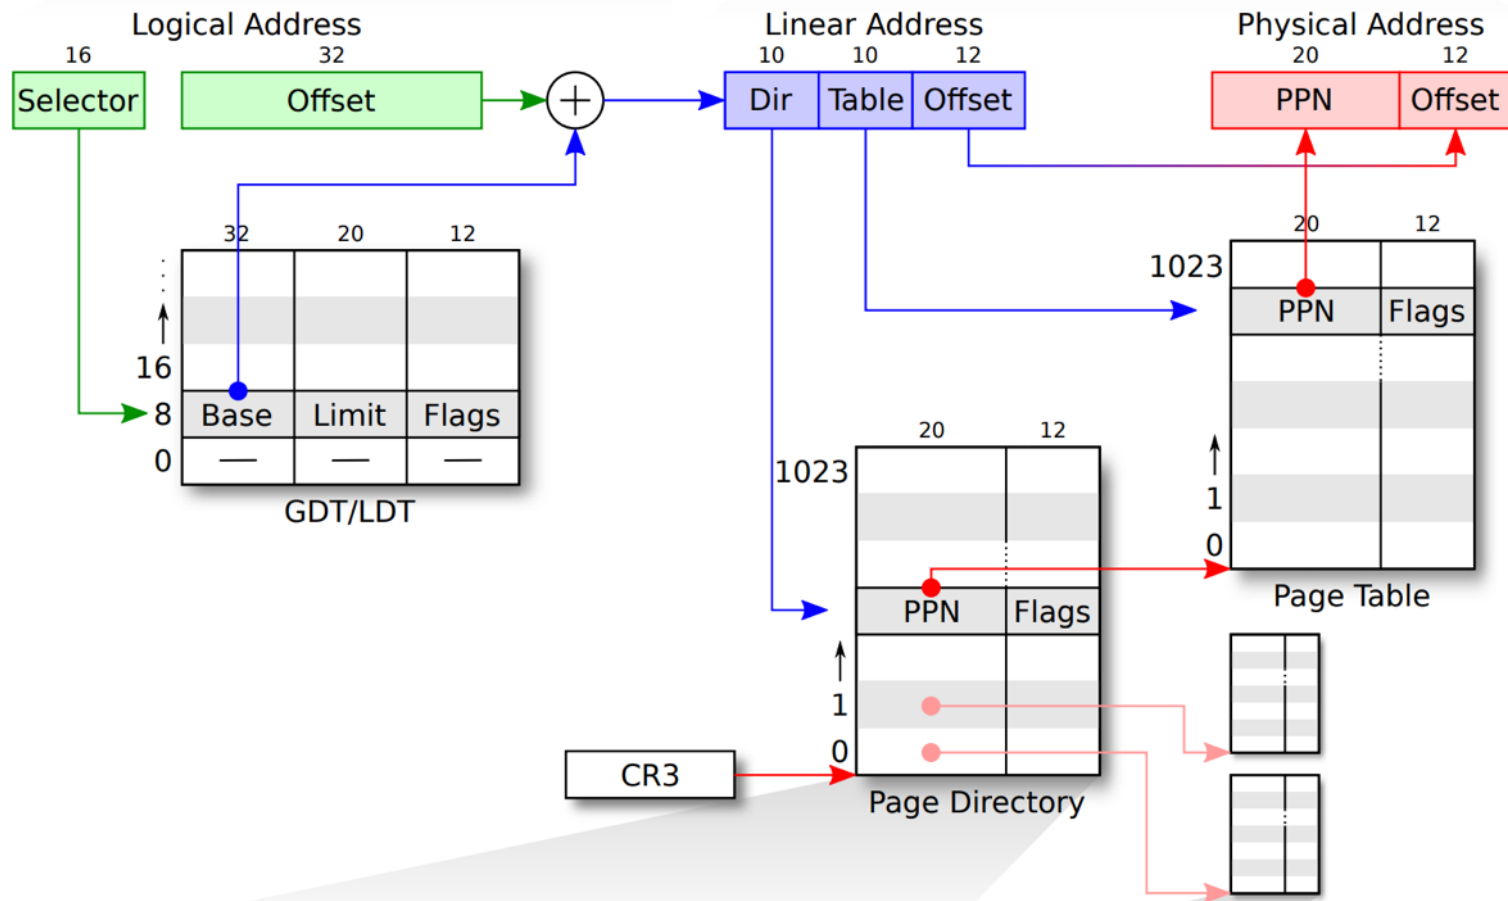 Logical Address
Linear Address
Physical Address
16
32
10
10
12
20
12
Selector
Offset
+
Dir
Table
Offset
PPN
Offset
32
20
12
20
12
1023
PPN
Flags
16
8
Base
Limit
Flags
0
— — —
GDT/LDT
20
12
1023
1
0
Page Table
PPN
Flags
1
0
CR3
Page Directory